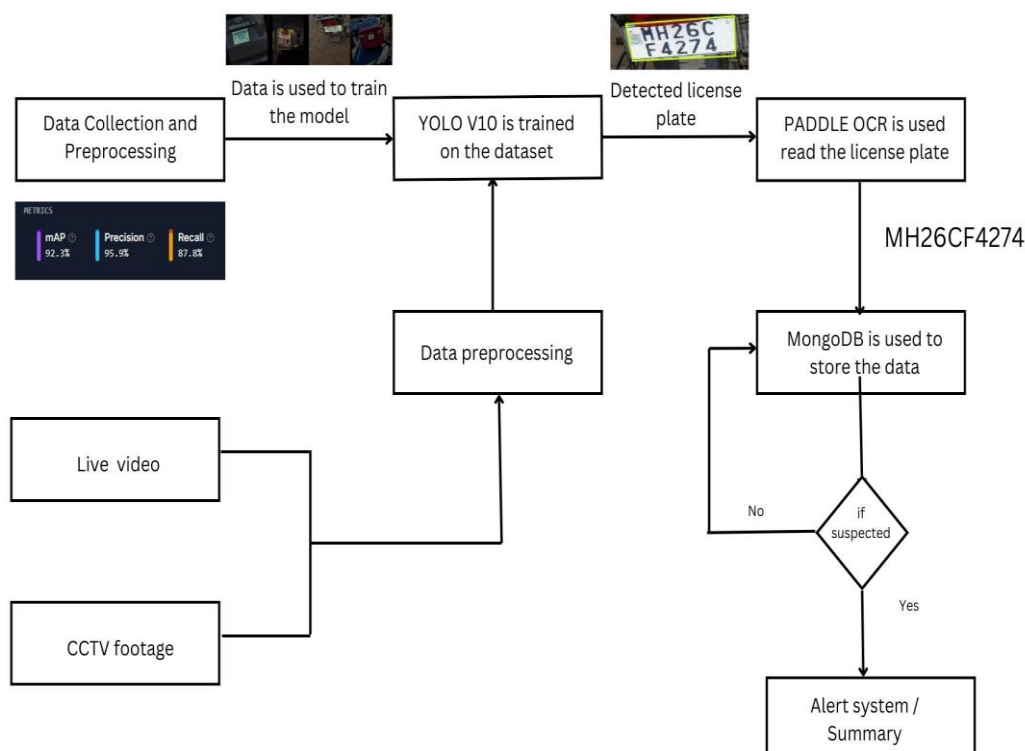 MH26C
F4274
Data is used to train
the model
Detected license
plate
Data Collection and
Preprocessing
YOLO V10 is trained
on the dataset
PADDLE OCR is used
read the license plate
METRICS
mAP
92.3%
Precision
95.9%
Recall
87.8%
MH26CF4274
Data preprocessing
MongoDB is used to
store the data
Live video
if
suspected
No
Yes
CCTV footage
Alert system /
Summary